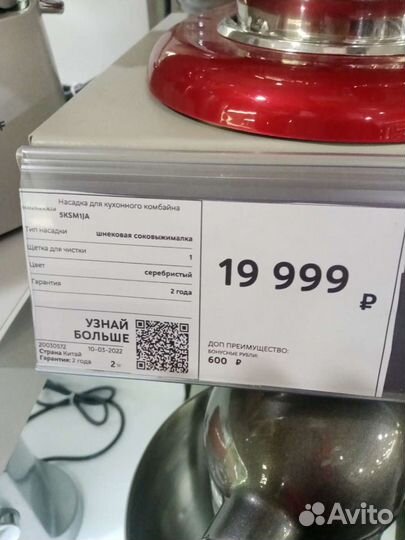 Насадка для кухонного комбайна
5KSM1JA
Тип насадки шнековая соковыжималка
Щетка для чистки 1
Цвет серебристый
Гарантия 2 года
УЗНАЙ
БОЛЬШЕ
20030572 10-03-2022
Страна Китай
Гарантия: 2 года
19 999 ₽
ДОП ПРЕИМУЩЕСТВО:
БОНУСНЫЕ РУБЛИ:
600 ₽
Avito